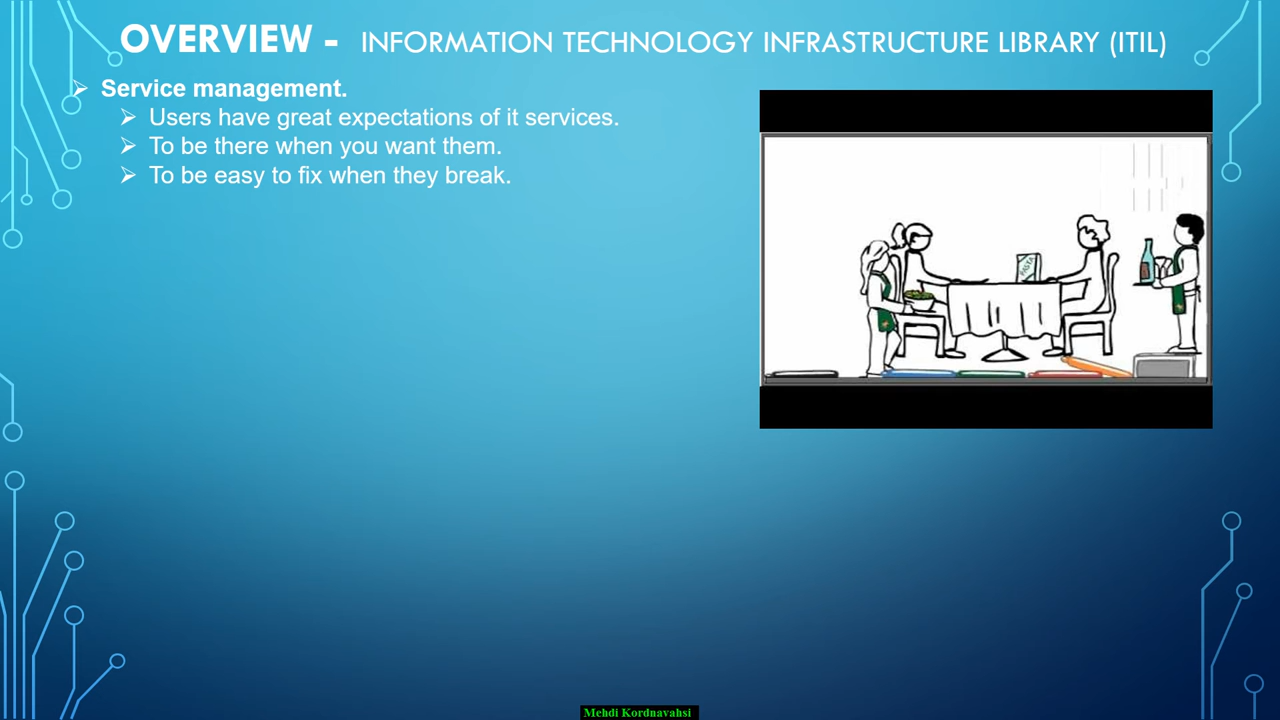 OVERVIEW - INFORMATION TECHNOLOGY INFRASTRUCTURE LIBRARY (ITIL)
Service management.
Users have great expectations of it services.
To be there when you want them.
To be easy to fix when they break.
PASTA
Mehdi Kordnavahsi